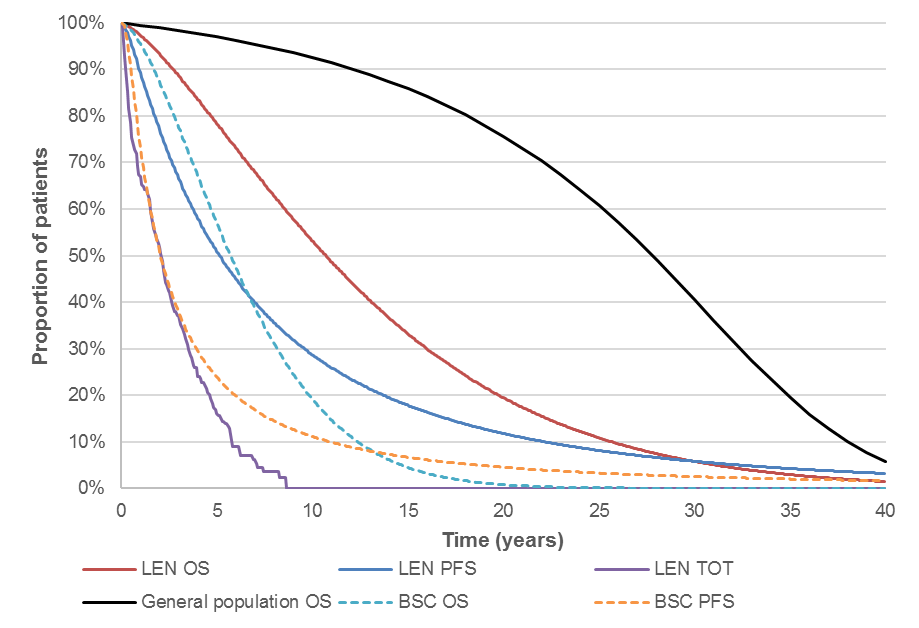 100%
90%
80%
70%
60%
50%
40%
30%
20%
10%
0%
Proportion of patients
0 5 10 15 20 25 30 35 40
Time (years)
LEN OS LEN PFS LEN TOT
General population OS BSC OS BSC PFS